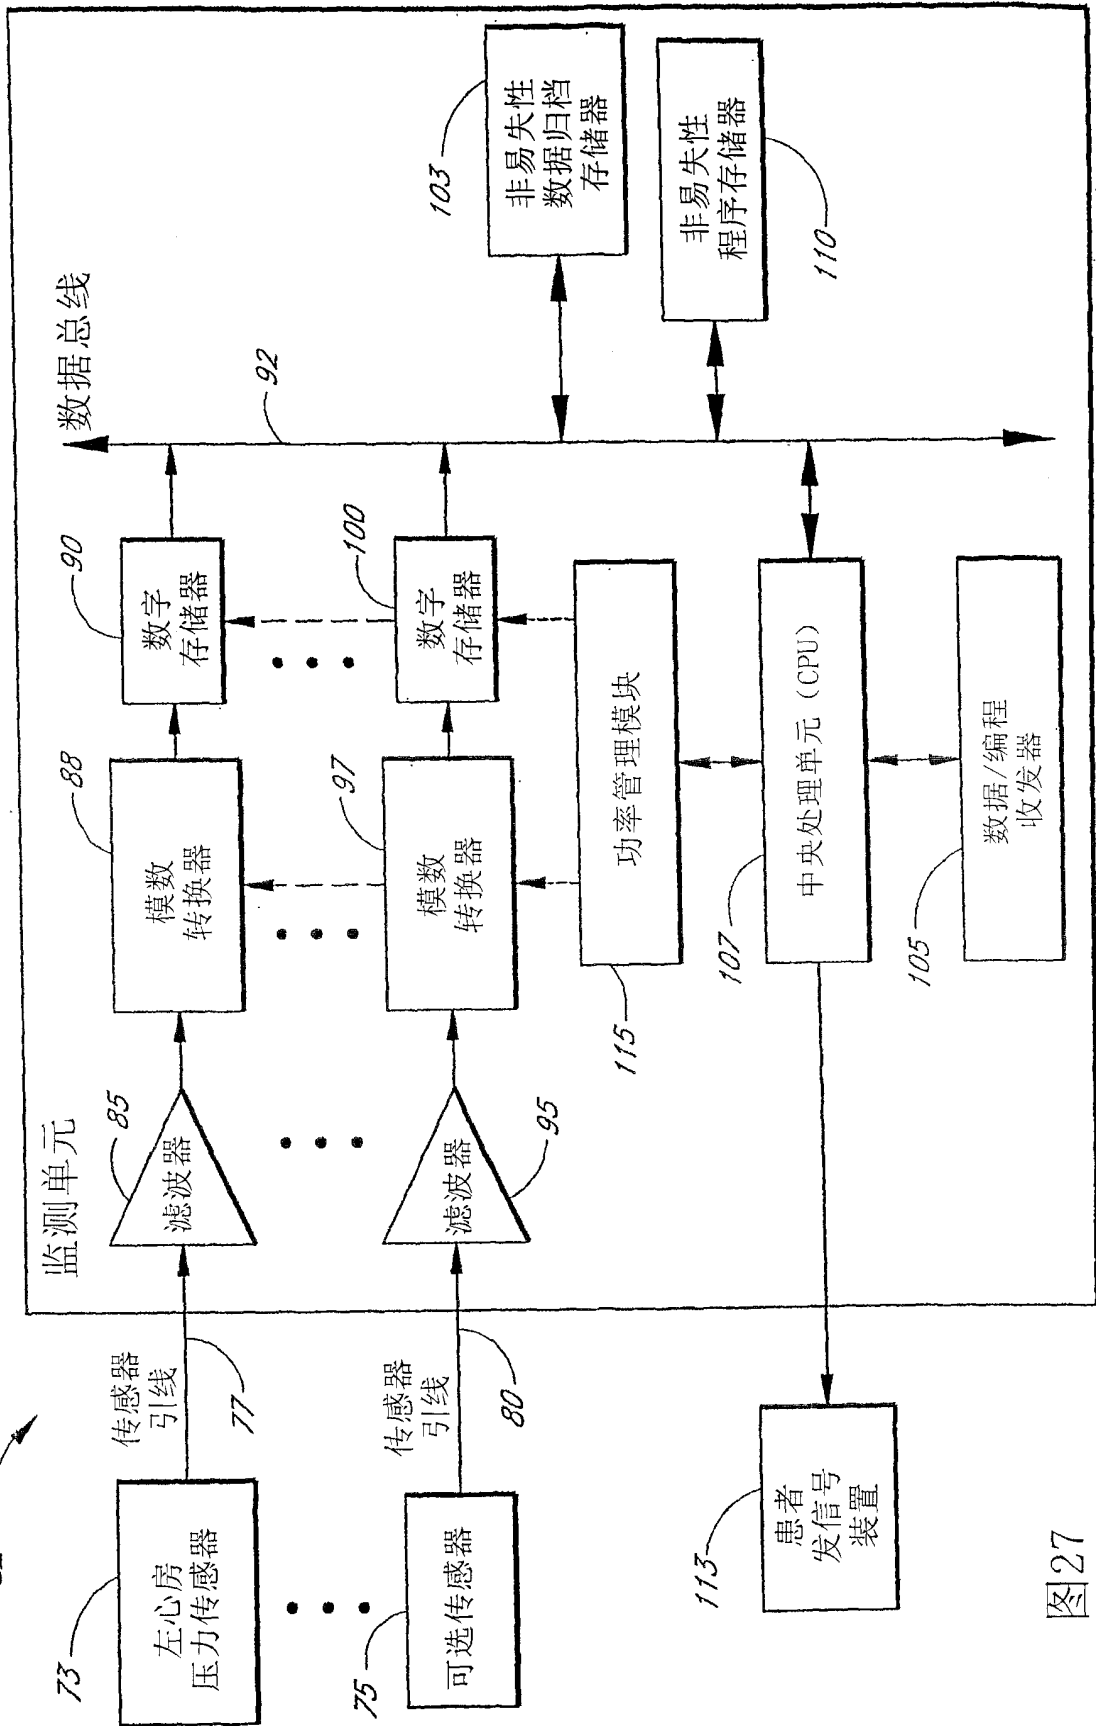 监测单元
数据总线
92
73
左心房
压力传感器
传感器
引线
77
85
滤波器
88
模数
转换器
90
数字
存储器
75
可选传感器
传感器
引线
80
95
滤波器
97
模数
转换器
100
数字
存储器
103
非易失性
数据归档
存储器
110
非易失性
程序存储器
115
功率管理模块
107
中央处理单元(CPU)
105
数据/编程
收发器
113
患者
发信号
装置
图27